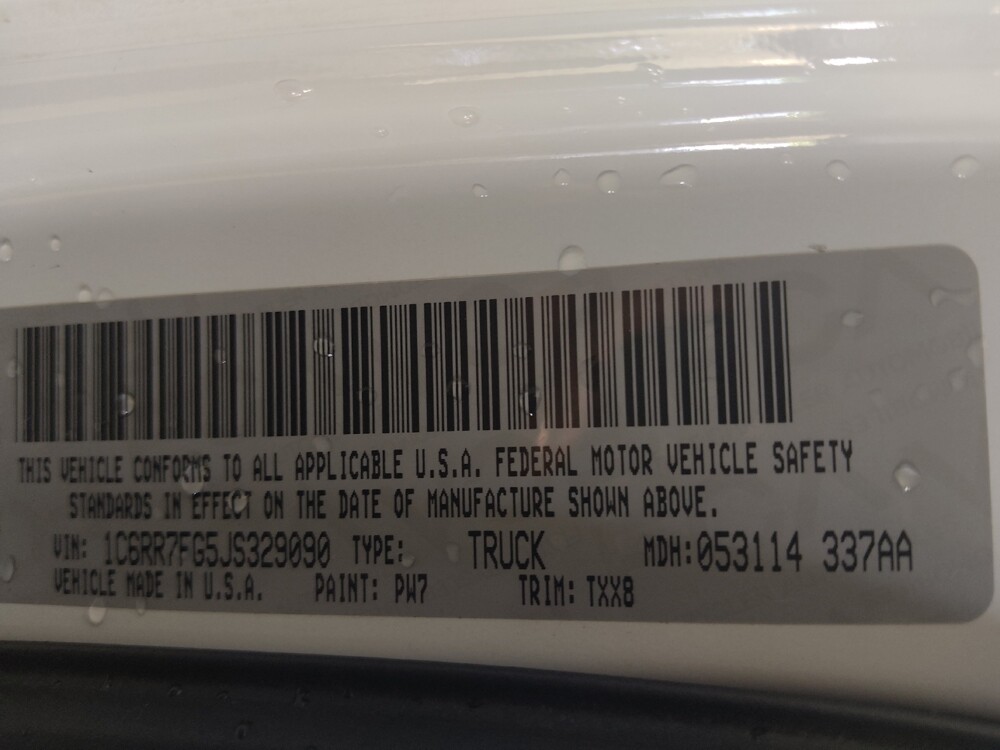 THIS VEHICLE CONFORMS TO ALL APPLICABLE U.S.A. FEDERAL MOTOR VEHICLE SAFETY
STANDARDS IN EFFECT ON THE DATE OF MANUFACTURE SHOWN ABOVE.
VIN: 1C6RR7FG5JS329090 TYPE: TRUCK MDH:053114 337AA
VEHICLE MADE IN U.S.A. PAINT: PW7 TRIM: TXX8